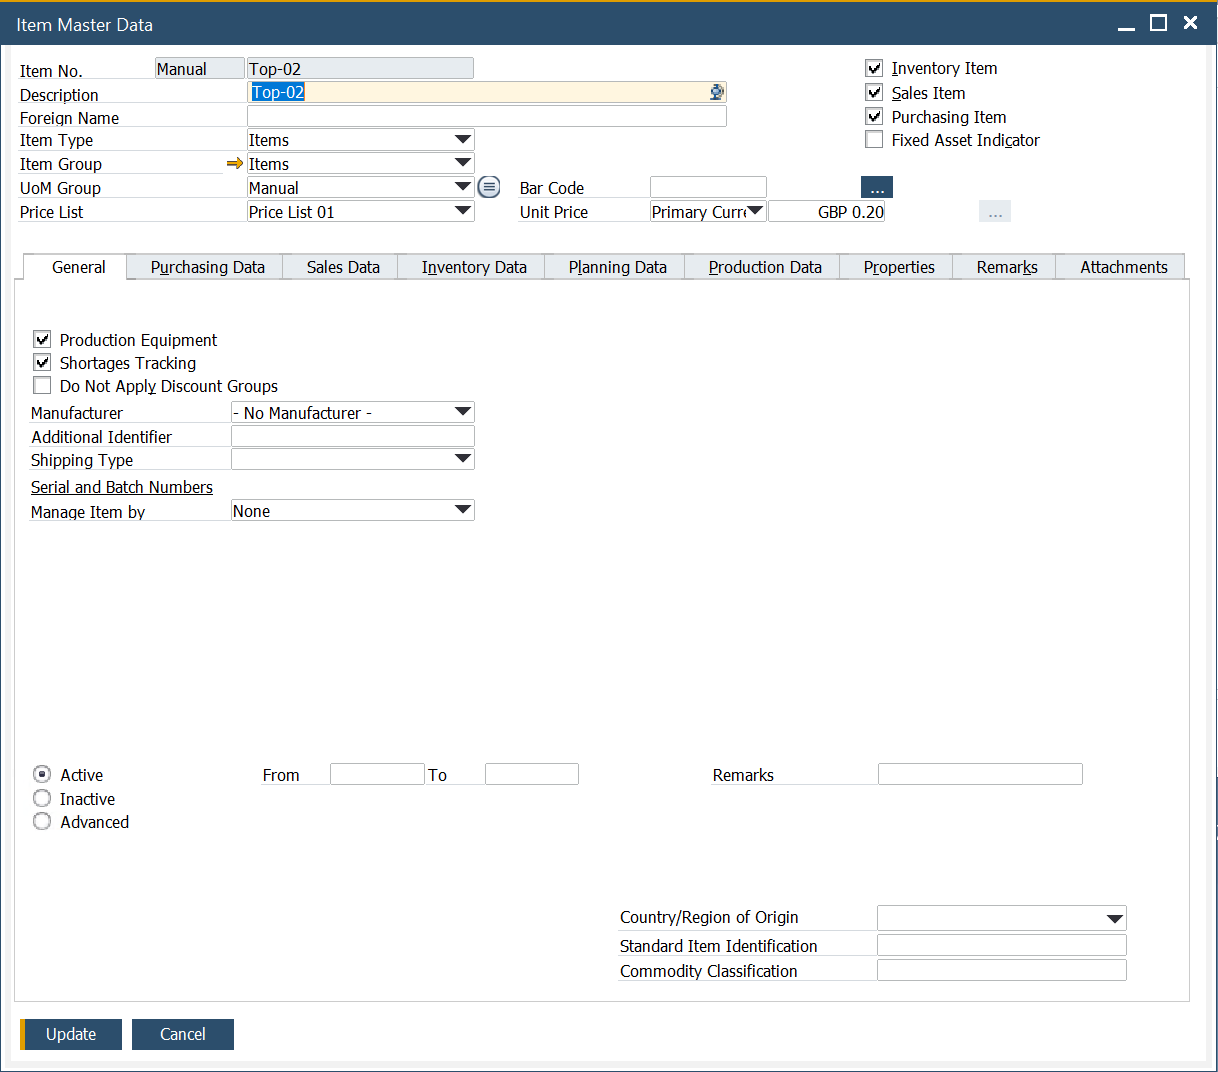 Item Master Data
Item No. Manual Top-02
Description Top-02
Foreign Name
Item Type Items
Item Group Items
UoM Group Manual Bar Code ...
Price List Price List 01 Unit Price Primary Curre GBP 0.20 ...
Inventory Item
Sales Item
Purchasing Item
Fixed Asset Indicator
General Purchasing Data Sales Data Inventory Data Planning Data Production Data Properties Remarks Attachments
Production Equipment
Shortages Tracking
Do Not Apply Discount Groups
Manufacturer - No Manufacturer -
Additional Identifier
Shipping Type
Serial and Batch Numbers
Manage Item by None
Active From To Remarks
Inactive
Advanced
Country/Region of Origin
Standard Item Identification
Commodity Classification
Update Cancel